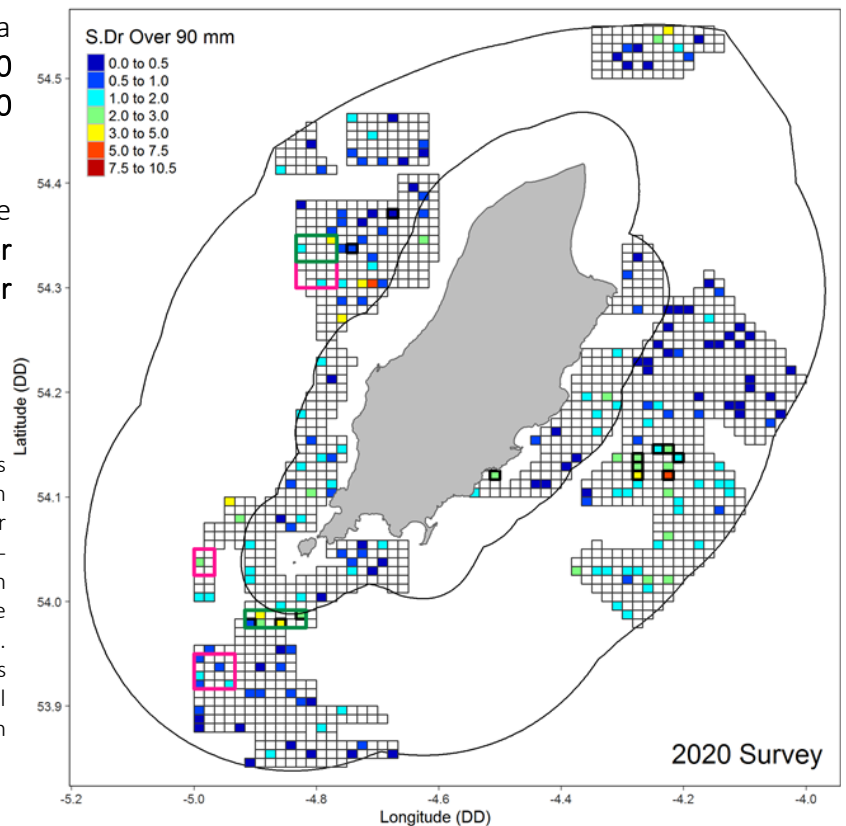 a
0
0
e
r
r
s
n
r
-
n
e
.
s
l
n
S.Dr Over 90 mm
0.0 to 0.5
0.5 to 1.0
1.0 to 2.0
2.0 to 3.0
3.0 to 5.0
5.0 to 7.5
7.5 to 10.5
Latitude (DD)
54.5
54.4
54.3
54.2
54.1
54.0
53.9
2020 Survey
-5.2 -5.0 -4.8 -4.6 -4.4 -4.2 -4.0
Longitude (DD)